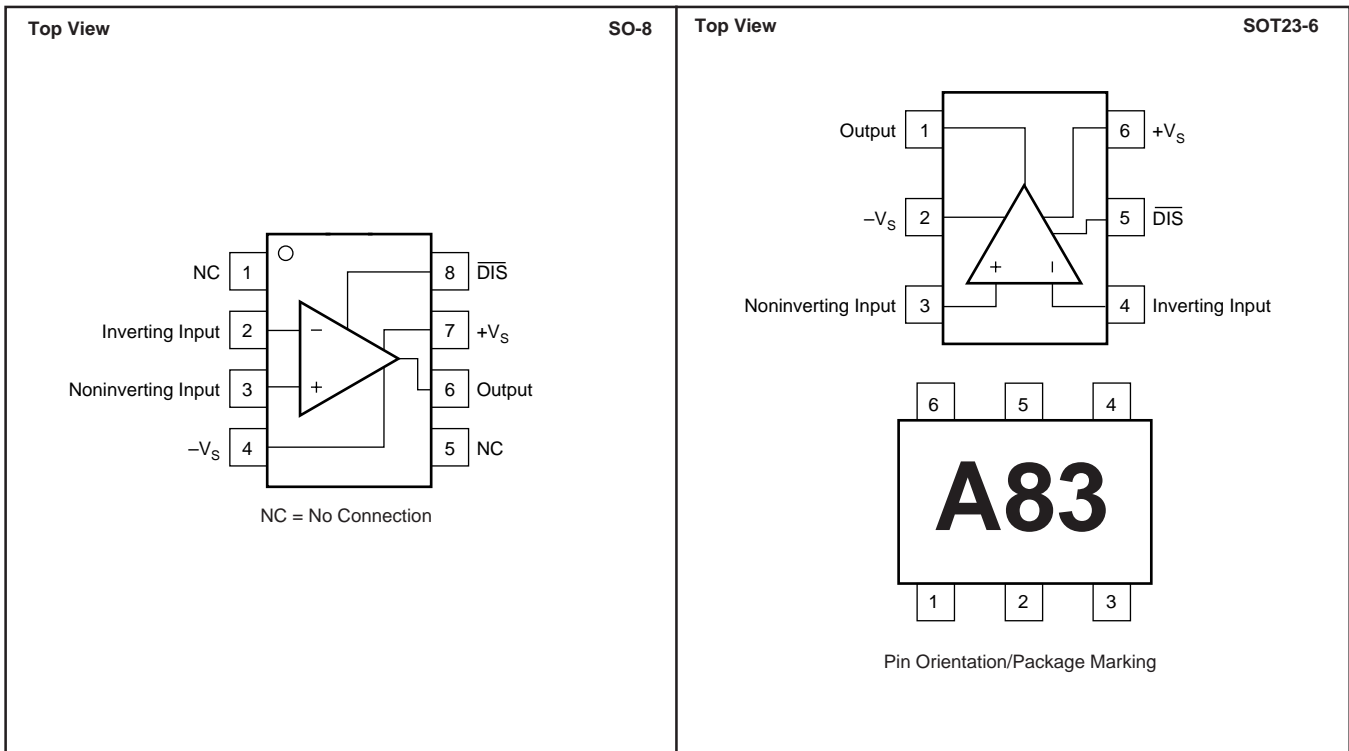 Top View SO-8
NC 1 8 D̅I̅S̅
Inverting Input 2 − 7 +VS
Noninverting Input 3 + 6 Output
–VS 4 5 NC
NC = No Connection
Top View SOT23-6
Output 1 6 +VS
–VS 2 5 D̅I̅S̅
+ −
Noninverting Input 3 4 Inverting Input
6 5 4
A83
1 2 3
Pin Orientation/Package Marking